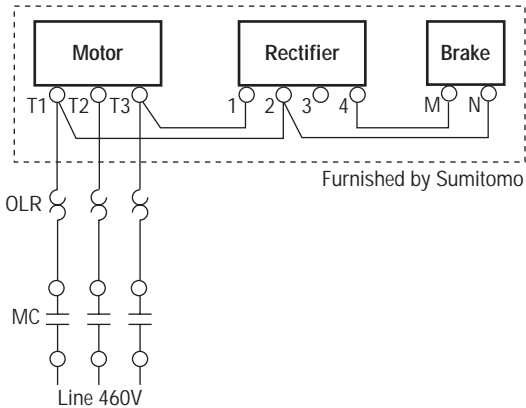 Motor Rectifier Brake
T1 T2 T3 1 2 3 4 M N
Furnished by Sumitomo
OLR
MC
Line 460V